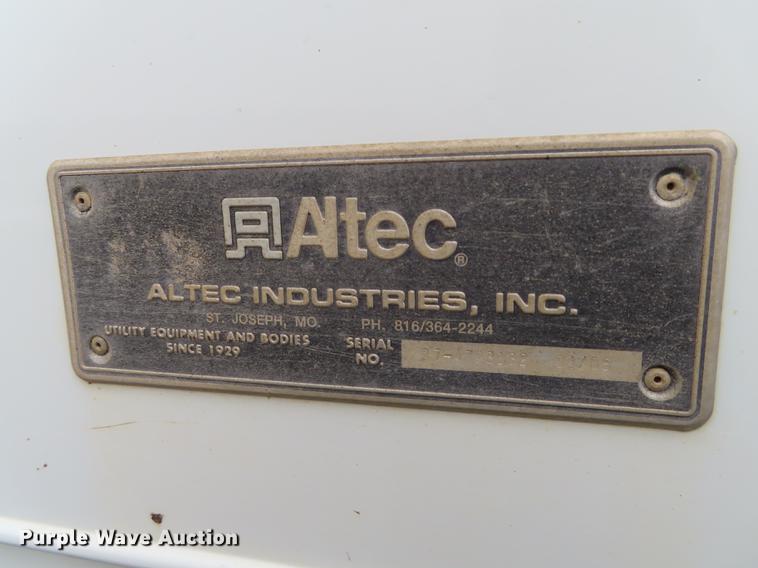 Altec®
ALTEC INDUSTRIES, INC.
ST. JOSEPH, MO. PH. 816/364-2244
UTILITY EQUIPMENT AND BODIES
SINCE 1929
SERIAL
NO.
Purple Wave Auction